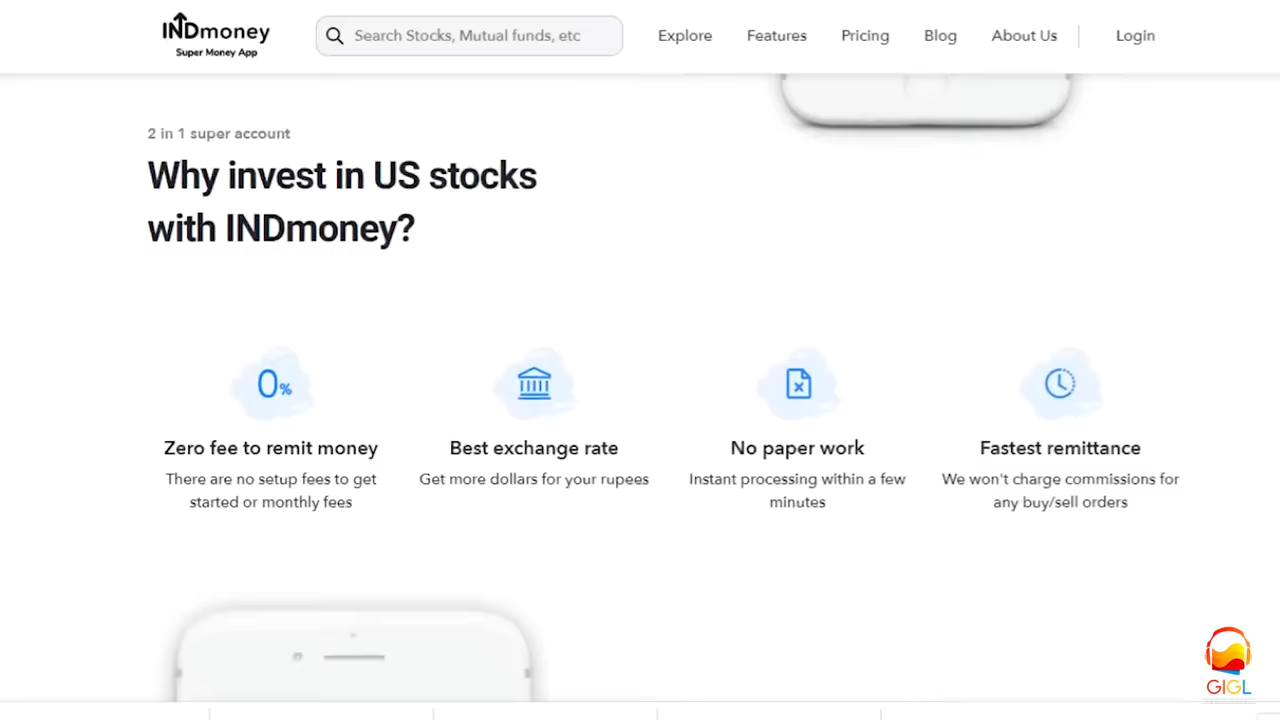 INDmoney
Super Money App
Search Stocks, Mutual funds, etc
Explore
Features
Pricing
Blog
About Us
Login
2 in 1 super account
Why invest in US stocks
with INDmoney?
0%
Zero fee to remit money
There are no setup fees to get
started or monthly fees
Best exchange rate
Get more dollars for your rupees
No paper work
Instant processing within a few
minutes
Fastest remittance
We won't charge commissions for
any buy/sell orders
GIGL